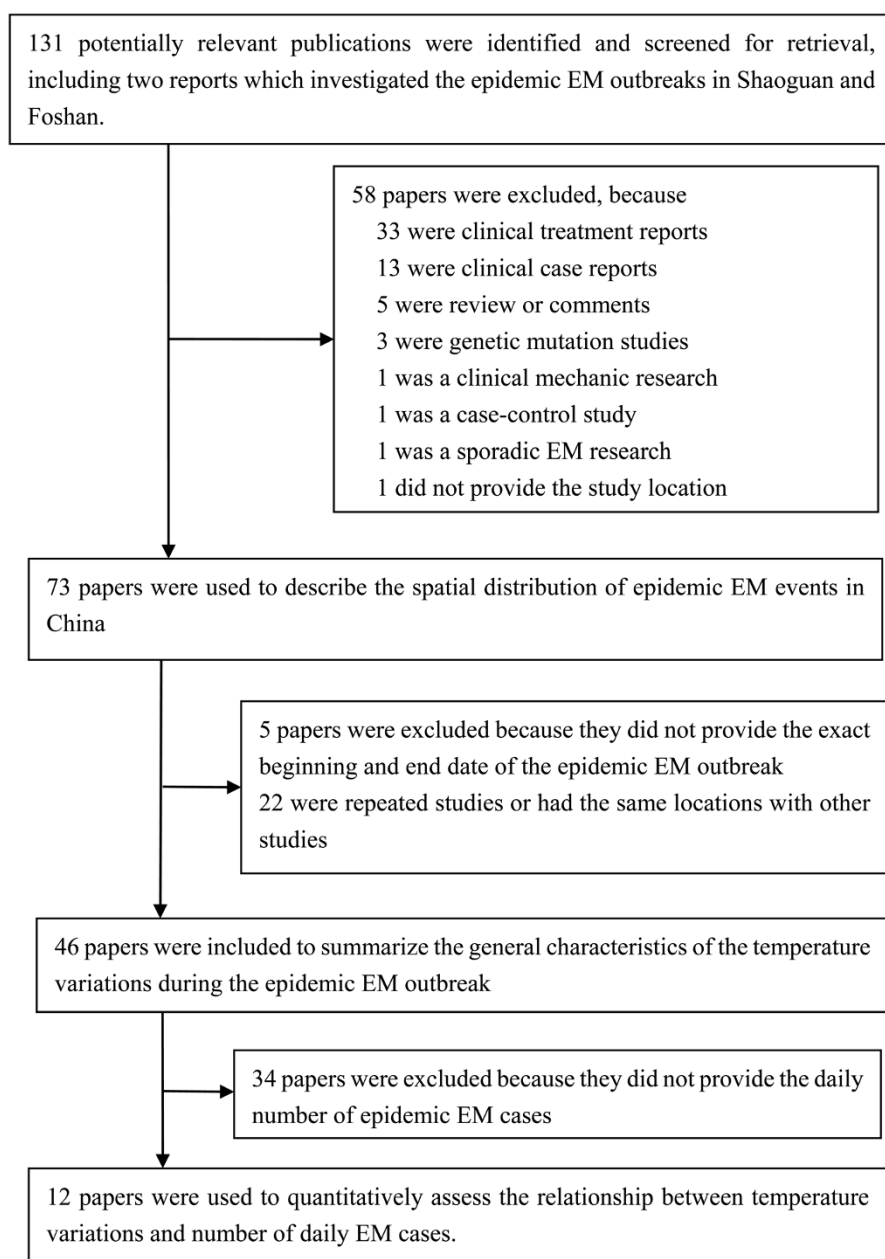 131 potentially relevant publications were identified and screened for retrieval,
including two reports which investigated the epidemic EM outbreaks in Shaoguan and
Foshan.
58 papers were excluded, because
33 were clinical treatment reports
13 were clinical case reports
5 were review or comments
3 were genetic mutation studies
1 was a clinical mechanic research
1 was a case-control study
1 was a sporadic EM research
1 did not provide the study location
73 papers were used to describe the spatial distribution of epidemic EM events in
China
5 papers were excluded because they did not provide the exact
beginning and end date of the epidemic EM outbreak
22 were repeated studies or had the same locations with other
studies
46 papers were included to summarize the general characteristics of the temperature
variations during the epidemic EM outbreak
34 papers were excluded because they did not provide the daily
number of epidemic EM cases
12 papers were used to quantitatively assess the relationship between temperature
variations and number of daily EM cases.